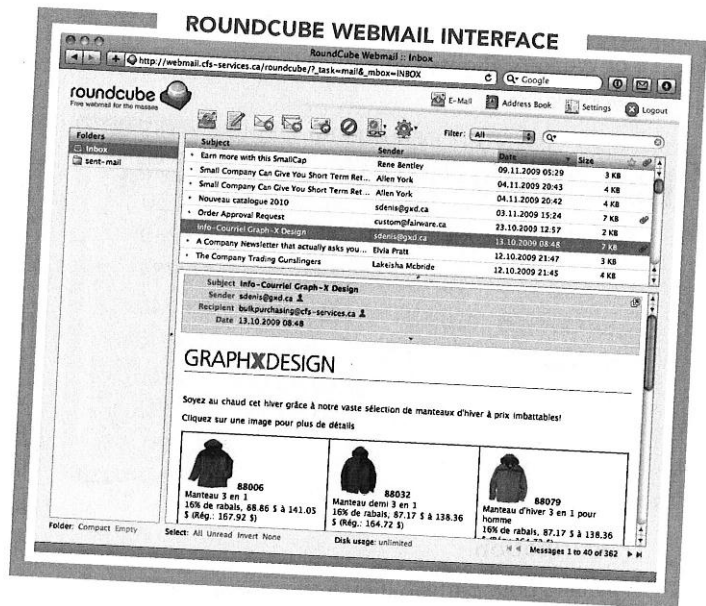 ROUNDCUBE WEBMAIL INTERFACE
RoundCube Webmail :: Inbox
http://webmail.cfs-services.ca/roundcube/?_task=mail&_mbox=INBOX
Google
roundcube
Free webmail for the masses
E-Mail Address Book Settings Logout
Filter: All
Folders
Inbox
sent-mail
Subject Sender Date Size
Earn more with this SmallCap Rene Bentley 09.11.2009 05:29 3 KB
Small Company Can Give You Short Term Ret... Allen York 04.11.2009 20:43 4 KB
Small Company Can Give You Short Term Ret... Allen York 04.11.2009 20:42 4 KB
Nouveau catalogue 2010 sdenis@gxd.ca 03.11.2009 15:24 7 KB
Order Approval Request custom@fairware.ca 23.10.2009 12:57 2 KB
Info-Courriel Graph-X Design sdenis@gxd.ca 13.10.2009 08:48 7 KB
A Company Newsletter that actually asks you... Elvia Pratt 12.10.2009 21:47 3 KB
The Company Trading Gunslingers Lakeisha Mcbride 12.10.2009 21:45 4 KB
Subject Info-Courriel Graph-X Design
Sender sdenis@gxd.ca
Recipient bulkpurchasing@cfs-services.ca
Date 13.10.2009 08:48
GRAPHXDESIGN
Soyez au chaud cet hiver grâce à notre vaste sélection de manteaux d'hiver à prix imbattables!
Cliquez sur une image pour plus de détails
88006
Manteau 3 en 1
16% de rabais, 88.86 $ à 141.05
$ (Rég.: 167.92 $)
88032
Manteau demi 3 en 1
16% de rabais, 87.17 $ à 138.36
$ (Rég.: 164.72 $)
88079
Manteau d'hiver 3 en 1 pour
homme
16% de rabais, 87.17 $ à 138.36
Folder: Compact Empty
Select: All Unread Invert None
Disk usage: unlimited
Messages 1 to 40 of 362